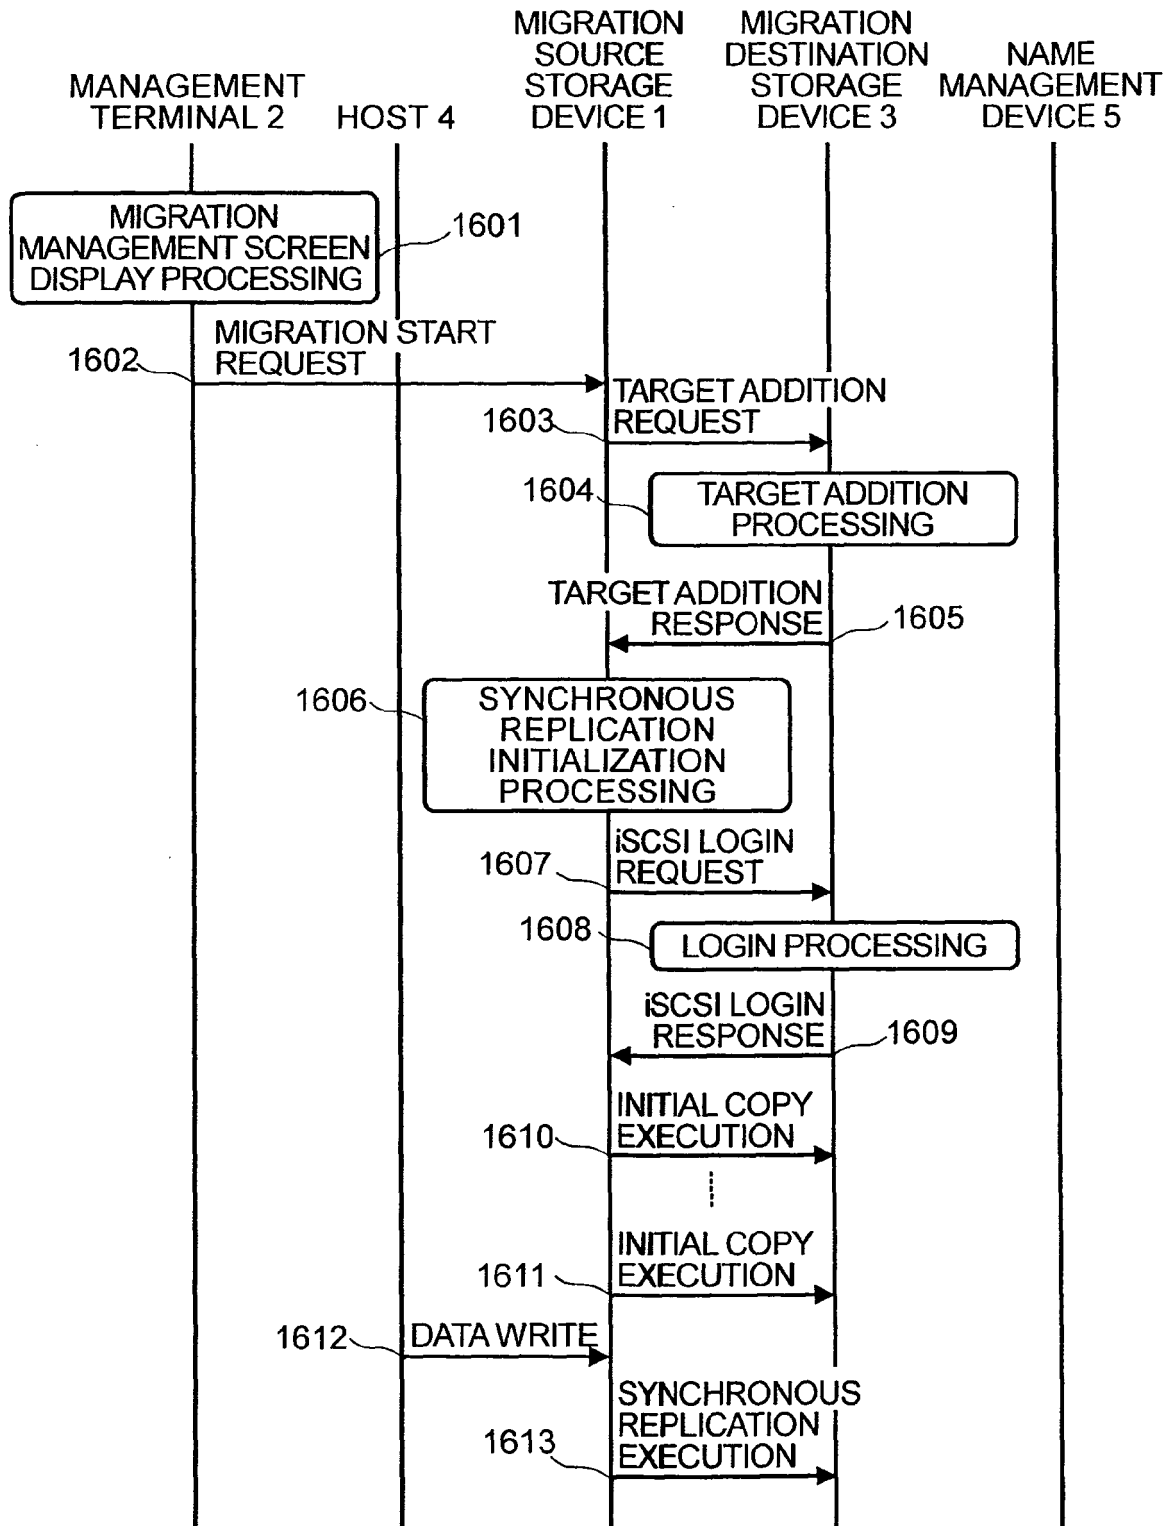 MANAGEMENT
TERMINAL 2
HOST 4
MIGRATION
SOURCE
STORAGE
DEVICE 1
MIGRATION
DESTINATION
STORAGE
DEVICE 3
NAME
MANAGEMENT
DEVICE 5
MIGRATION
MANAGEMENT SCREEN
DISPLAY PROCESSING
1601
MIGRATION START
REQUEST
1602
TARGET ADDITION
REQUEST
1603
1604
TARGET ADDITION
PROCESSING
TARGET ADDITION
RESPONSE
1605
1606
SYNCHRONOUS
REPLICATION
INITIALIZATION
PROCESSING
iSCSI LOGIN
REQUEST
1607
1608
LOGIN PROCESSING
iSCSI LOGIN
RESPONSE
1609
INITIAL COPY
EXECUTION
1610
INITIAL COPY
EXECUTION
1611
1612
DATA WRITE
SYNCHRONOUS
REPLICATION
EXECUTION
1613